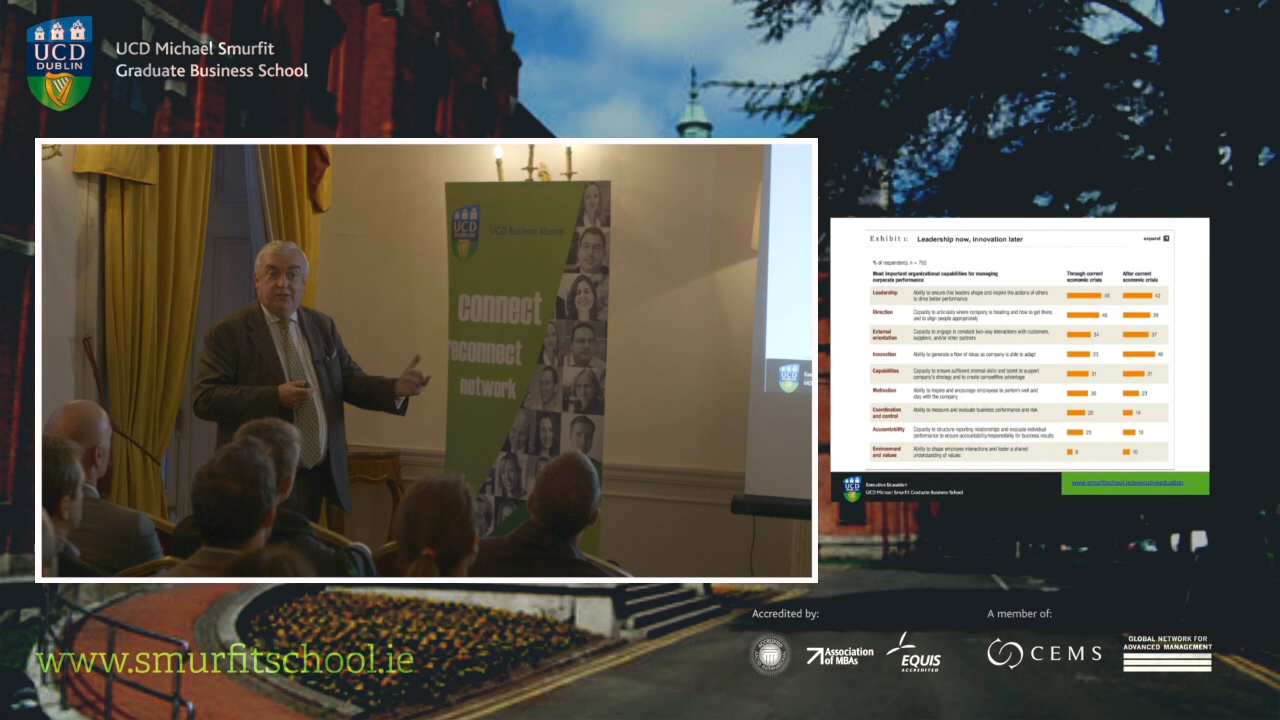 UCD
DUBLIN
UCD Michael Smurfit
Graduate Business School
UCD
DUBLIN
UCD Business Alumni
connect
reconnect
network
UCD
Exhibit 1: Leadership now, innovation later
expand
% of respondents, n = 763
Most important organizational capabilities for managing
corporate performance
Through current
economic crisis
After current
economic crisis
Leadership Ability to ensure that leaders shape and inspire the actions of others
to drive better performance
42
Direction Capacity to articulate where company is heading and how to get there,
and to align people appropriately
External
orientation
Capacity to engage in constant two-way interactions with customers,
suppliers, and/or other partners
34 37
Innovation Ability to generate a flow of ideas so company is able to adapt
33
Capabilities Capacity to ensure sufficient internal skills and talent to support
company's strategy and to create competitive advantage
31 31
Motivation Ability to inspire and encourage employees to perform well and
stay with the company
30 23
Coordination
and control
Ability to measure and evaluate business performance and risk
14
Accountability Capacity to structure reporting relationships and evaluate individual
performance to ensure accountability/responsibility for business results
23
Environment
and values
Ability to shape employee interactions and foster a shared
understanding of values
10
UCD
DUBLIN
Executive Education
UCD Michael Smurfit Graduate Business School
www.smurfitschool.ie/executiveeducation
www.smurfitschool.ie
Accredited by:
Association
of MBAs
EQUIS
ACCREDITED
A member of:
CEMS
GLOBAL NETWORK FOR
ADVANCED MANAGEMENT